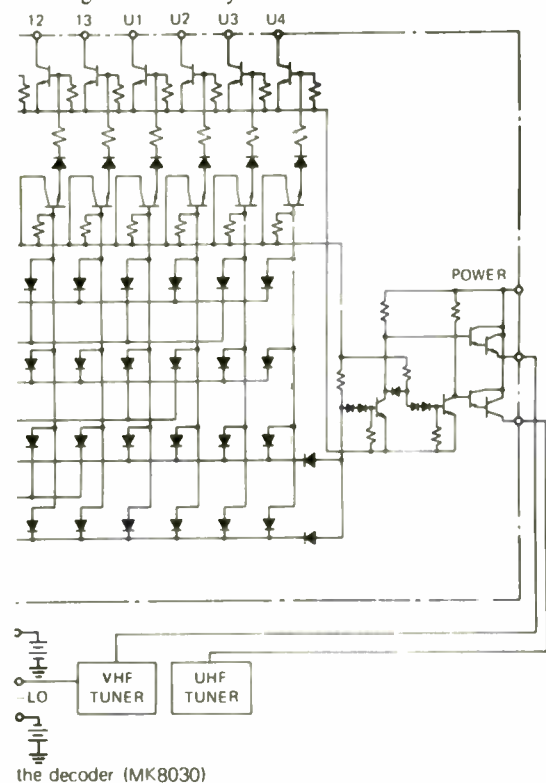 12 13 U1 U2 U3 U4
POWER
VHF
TUNER
UHF
TUNER
-LO
the decoder (MK8030)